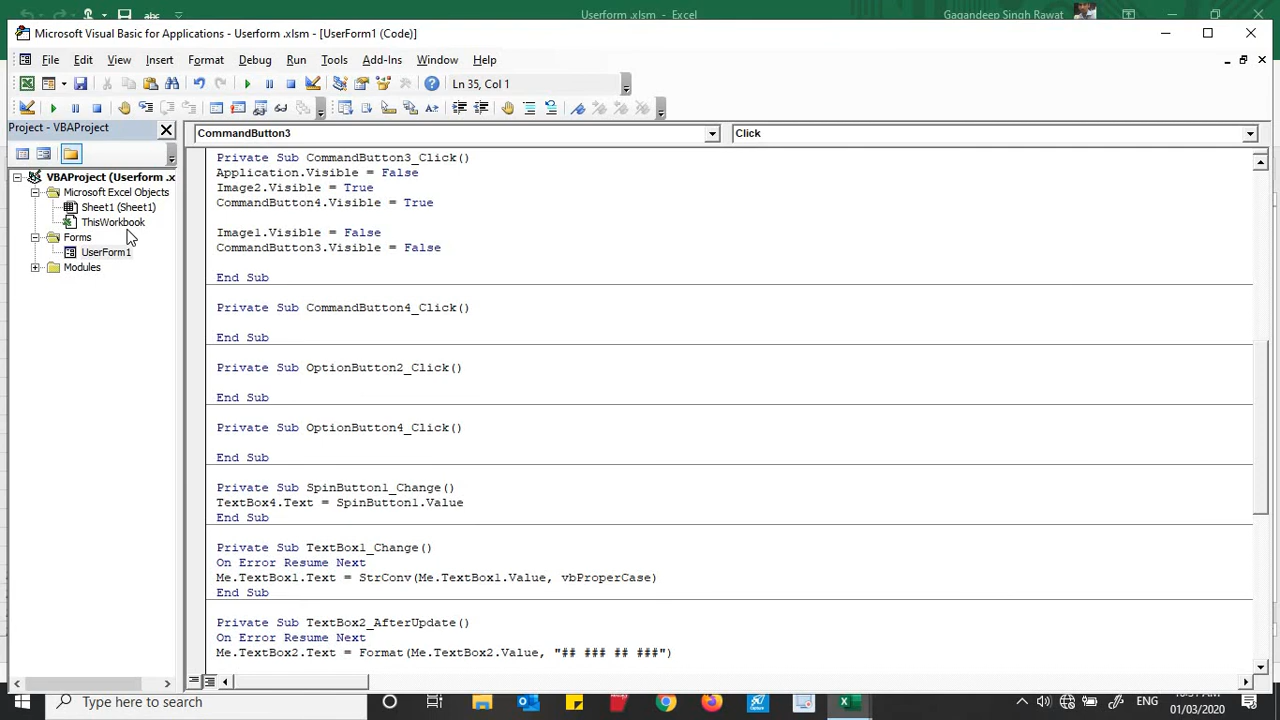 Userform .xlsm - Excel
Gagandeep Singh Rawat
Microsoft Visual Basic for Applications - Userform .xlsm - [UserForm1 (Code)]
File Edit View Insert Format Debug Run Tools Add-Ins Window Help
Ln 35, Col 1
Project - VBAProject
CommandButton3
Click
VBAProject (Userform .x
Microsoft Excel Objects
Sheet1 (Sheet1)
ThisWorkbook
Forms
UserForm1
Modules
Private Sub CommandButton3_Click()
Application.Visible = False
Image2.Visible = True
CommandButton4.Visible = True
Image1.Visible = False
CommandButton3.Visible = False
End Sub
Private Sub CommandButton4_Click()
End Sub
Private Sub OptionButton2_Click()
End Sub
Private Sub OptionButton4_Click()
End Sub
Private Sub SpinButton1_Change()
TextBox4.Text = SpinButton1.Value
End Sub
Private Sub TextBox1_Change()
On Error Resume Next
Me.TextBox1.Text = StrConv(Me.TextBox1.Value, vbProperCase)
End Sub
Private Sub TextBox2_AfterUpdate()
On Error Resume Next
Me.TextBox2.Text = Format(Me.TextBox2.Value, "## ### ## ###")
Type here to search
ENG
01/03/2020